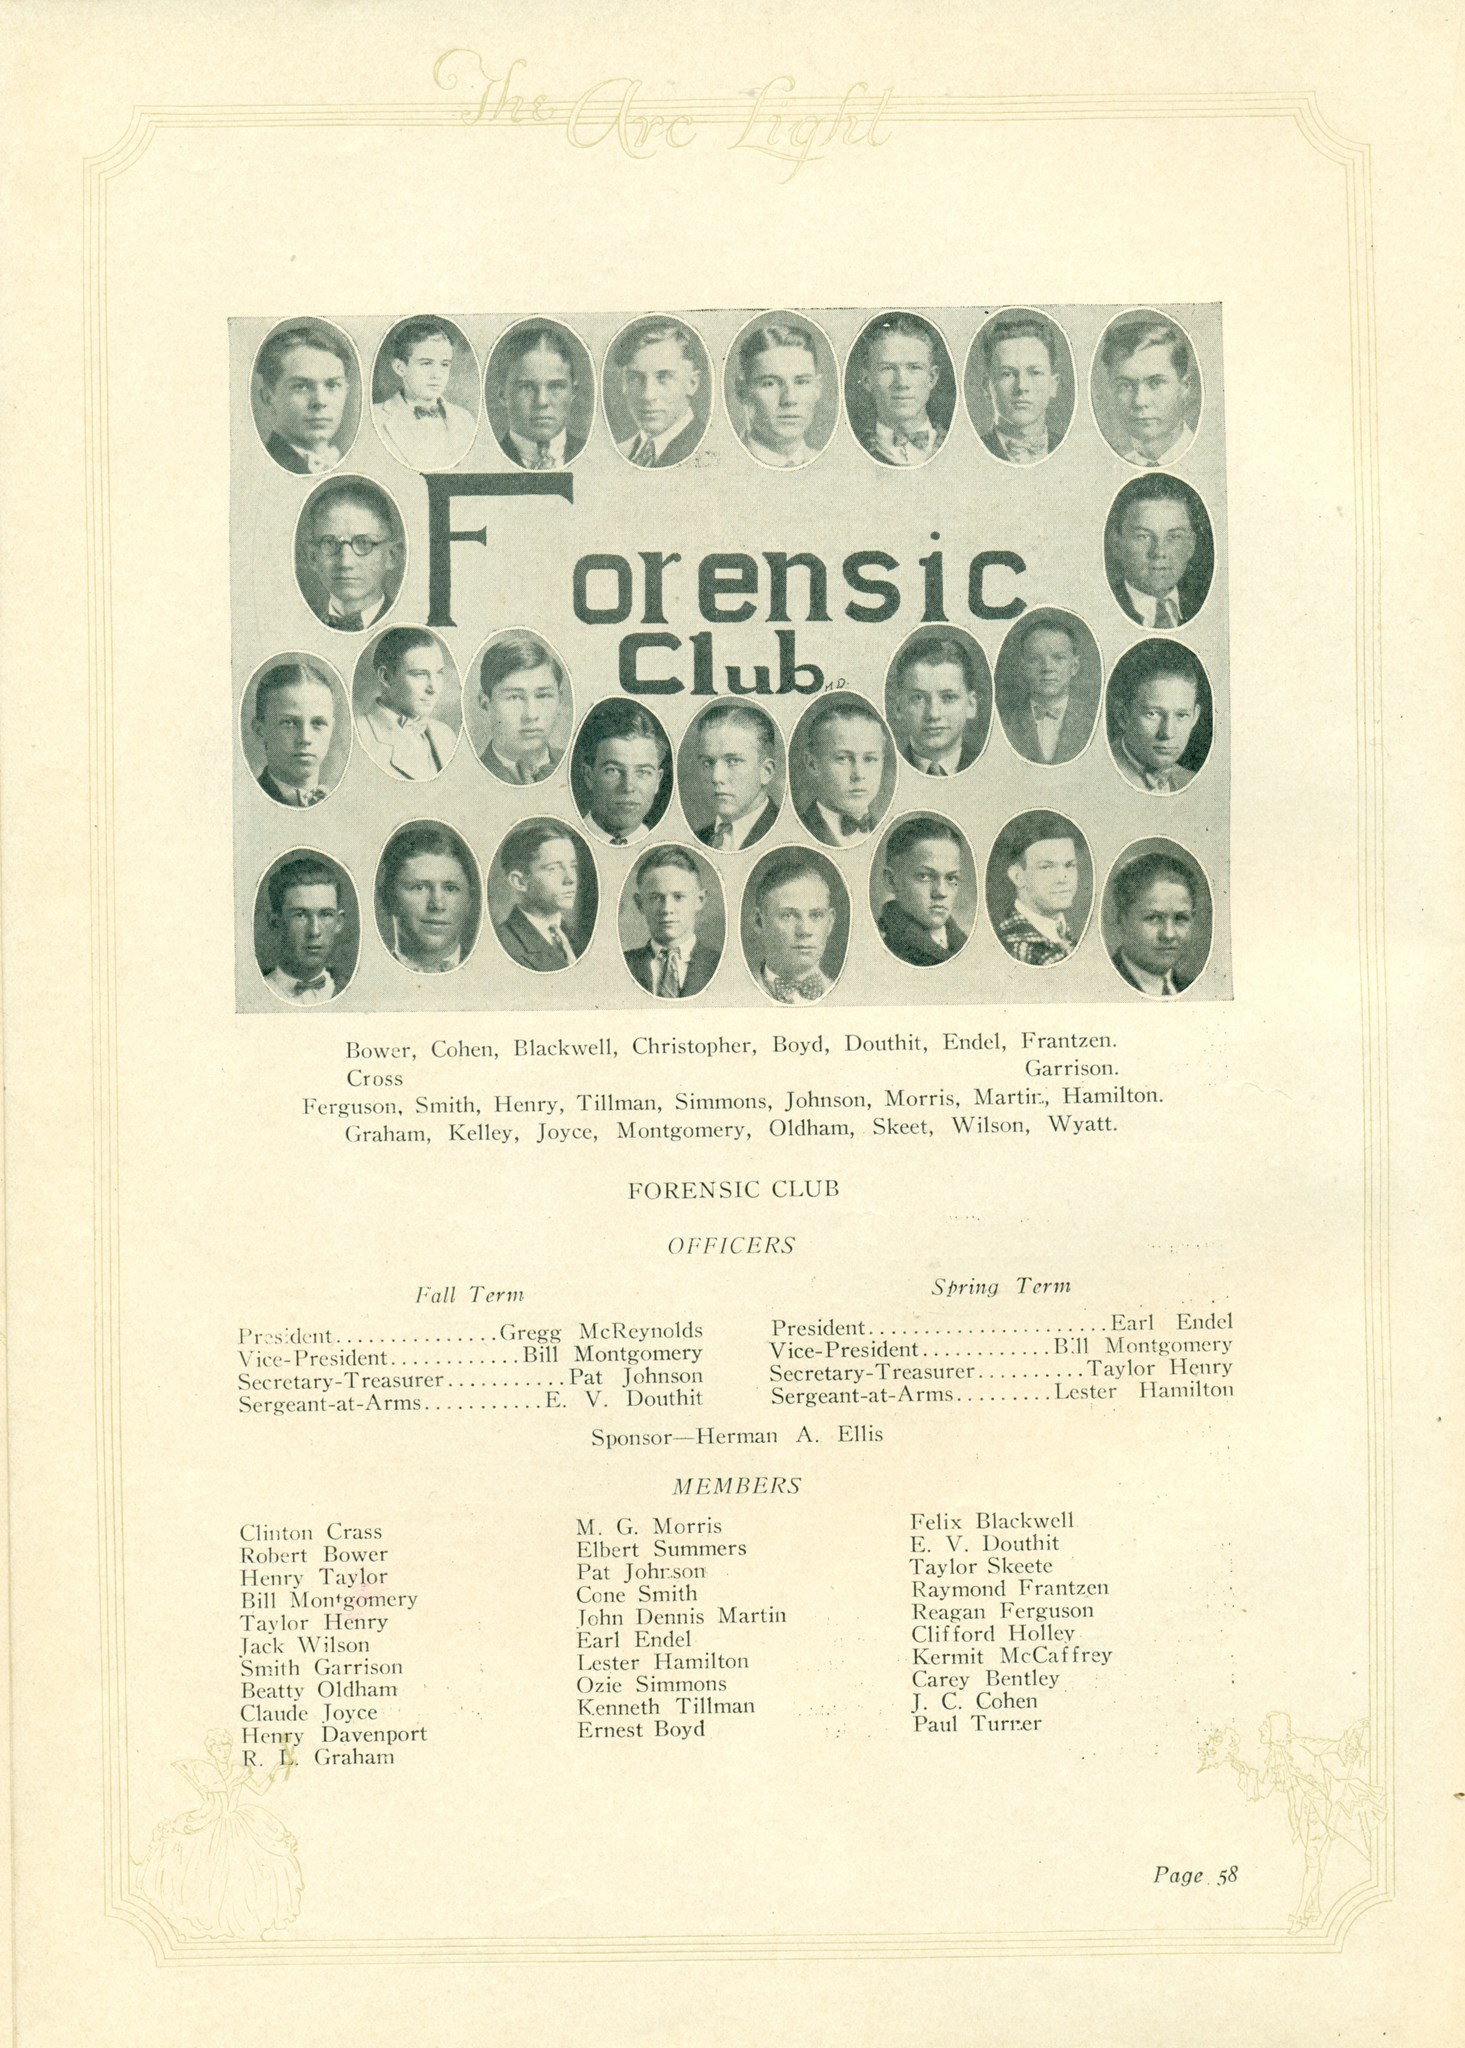 The Arc Light
Forensic
Club
M D.
Bower, Cohen, Blackwell, Christopher, Boyd, Douthit, Endel, Frantzen.
Cross Garrison.
Ferguson, Smith, Henry, Tillman, Simmons, Johnson, Morris, Martin, Hamilton.
Graham, Kelley, Joyce, Montgomery, Oldham, Skeet, Wilson, Wyatt.
FORENSIC CLUB
OFFICERS
Fall Term
President...............Gregg McReynolds
Vice-President............Bill Montgomery
Secretary-Treasurer...........Pat Johnson
Sergeant-at-Arms...........E. V. Douthit
Spring Term
President......................Earl Endel
Vice-President............Bill Montgomery
Secretary-Treasurer..........Taylor Henry
Sergeant-at-Arms.........Lester Hamilton
Sponsor—Herman A. Ellis
MEMBERS
Clinton Crass
Robert Bower
Henry Taylor
Bill Montgomery
Taylor Henry
Jack Wilson
Smith Garrison
Beatty Oldham
Claude Joyce
Henry Davenport
R. L. Graham
M. G. Morris
Elbert Summers
Pat Johnson
Cone Smith
John Dennis Martin
Earl Endel
Lester Hamilton
Ozie Simmons
Kenneth Tillman
Ernest Boyd
Felix Blackwell
E. V. Douthit
Taylor Skeete
Raymond Frantzen
Reagan Ferguson
Clifford Holley
Kermit McCaffrey
Carey Bentley
J. C. Cohen
Paul Turner
Page 58